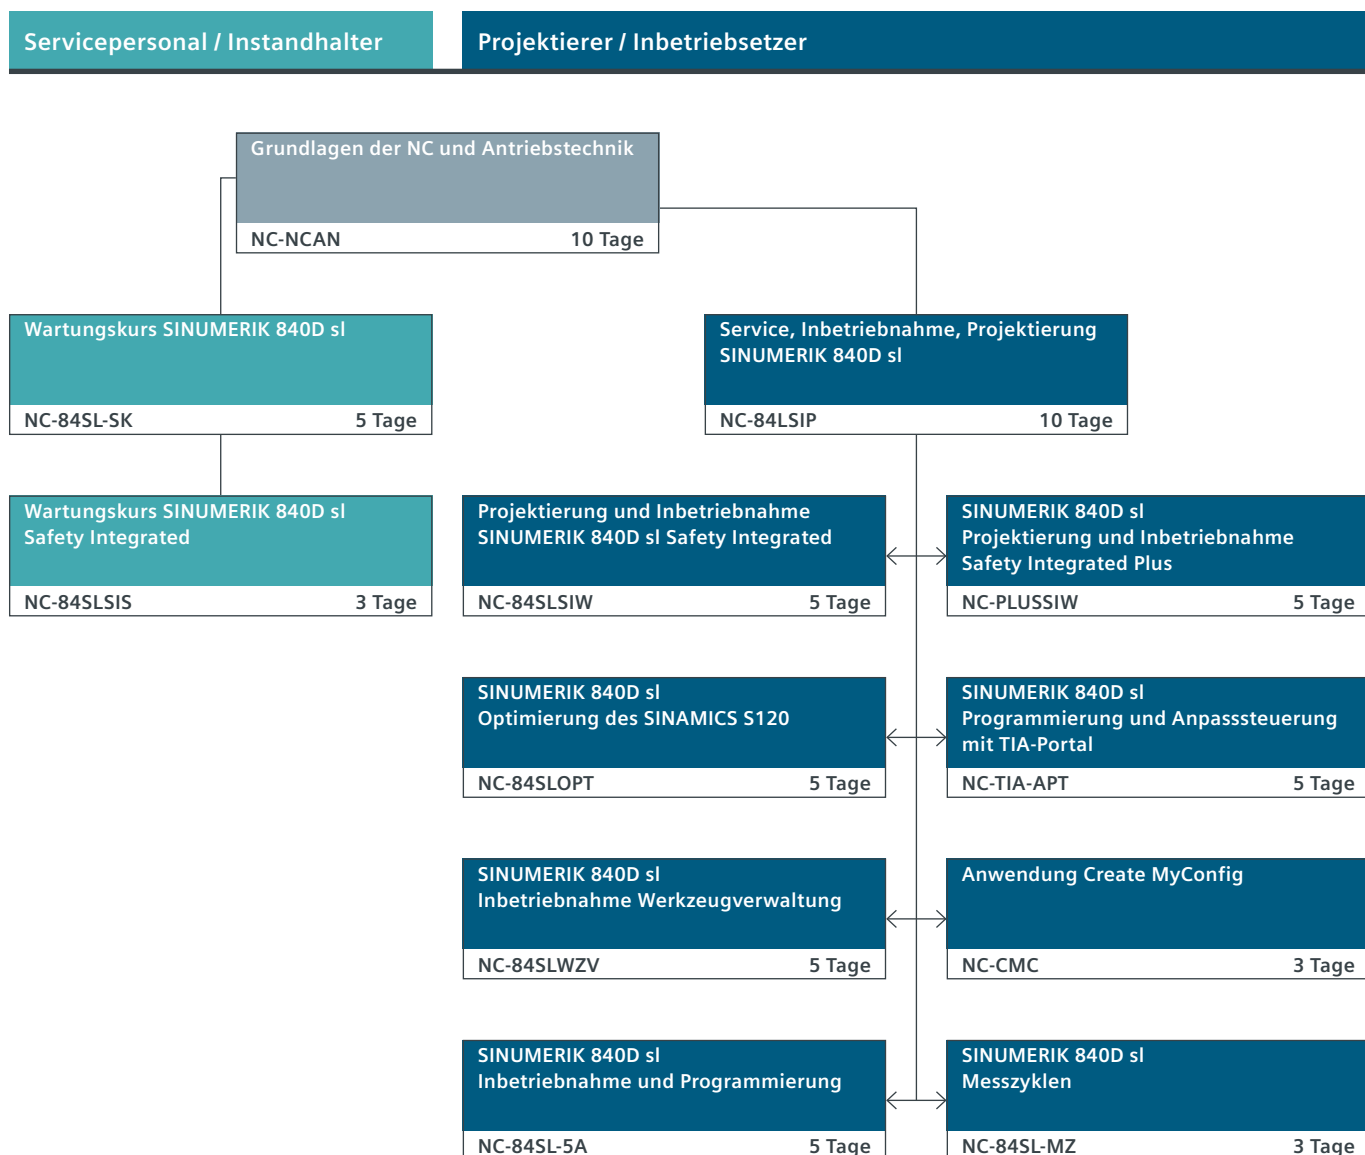 Servicepersonal / Instandhalter
Projektierer / Inbetriebsetzer
Grundlagen der NC und Antriebstechnik
NC-NCAN 10 Tage
Wartungskurs SINUMERIK 840D sl
NC-84SL-SK 5 Tage
Service, Inbetriebnahme, Projektierung
SINUMERIK 840D sl
NC-84LSIP 10 Tage
Wartungskurs SINUMERIK 840D sl
Safety Integrated
NC-84SLSIS 3 Tage
Projektierung und Inbetriebnahme
SINUMERIK 840D sl Safety Integrated
NC-84SLSIW 5 Tage
SINUMERIK 840D sl
Projektierung und Inbetriebnahme
Safety Integrated Plus
NC-PLUSSIW 5 Tage
SINUMERIK 840D sl
Optimierung des SINAMICS S120
NC-84SLOPT 5 Tage
SINUMERIK 840D sl
Programmierung und Anpasssteuerung
mit TIA-Portal
NC-TIA-APT 5 Tage
SINUMERIK 840D sl
Inbetriebnahme Werkzeugverwaltung
NC-84SLWZV 5 Tage
Anwendung Create MyConfig
NC-CMC 3 Tage
SINUMERIK 840D sl
Inbetriebnahme und Programmierung
NC-84SL-5A 5 Tage
SINUMERIK 840D sl
Messzyklen
NC-84SL-MZ 3 Tage